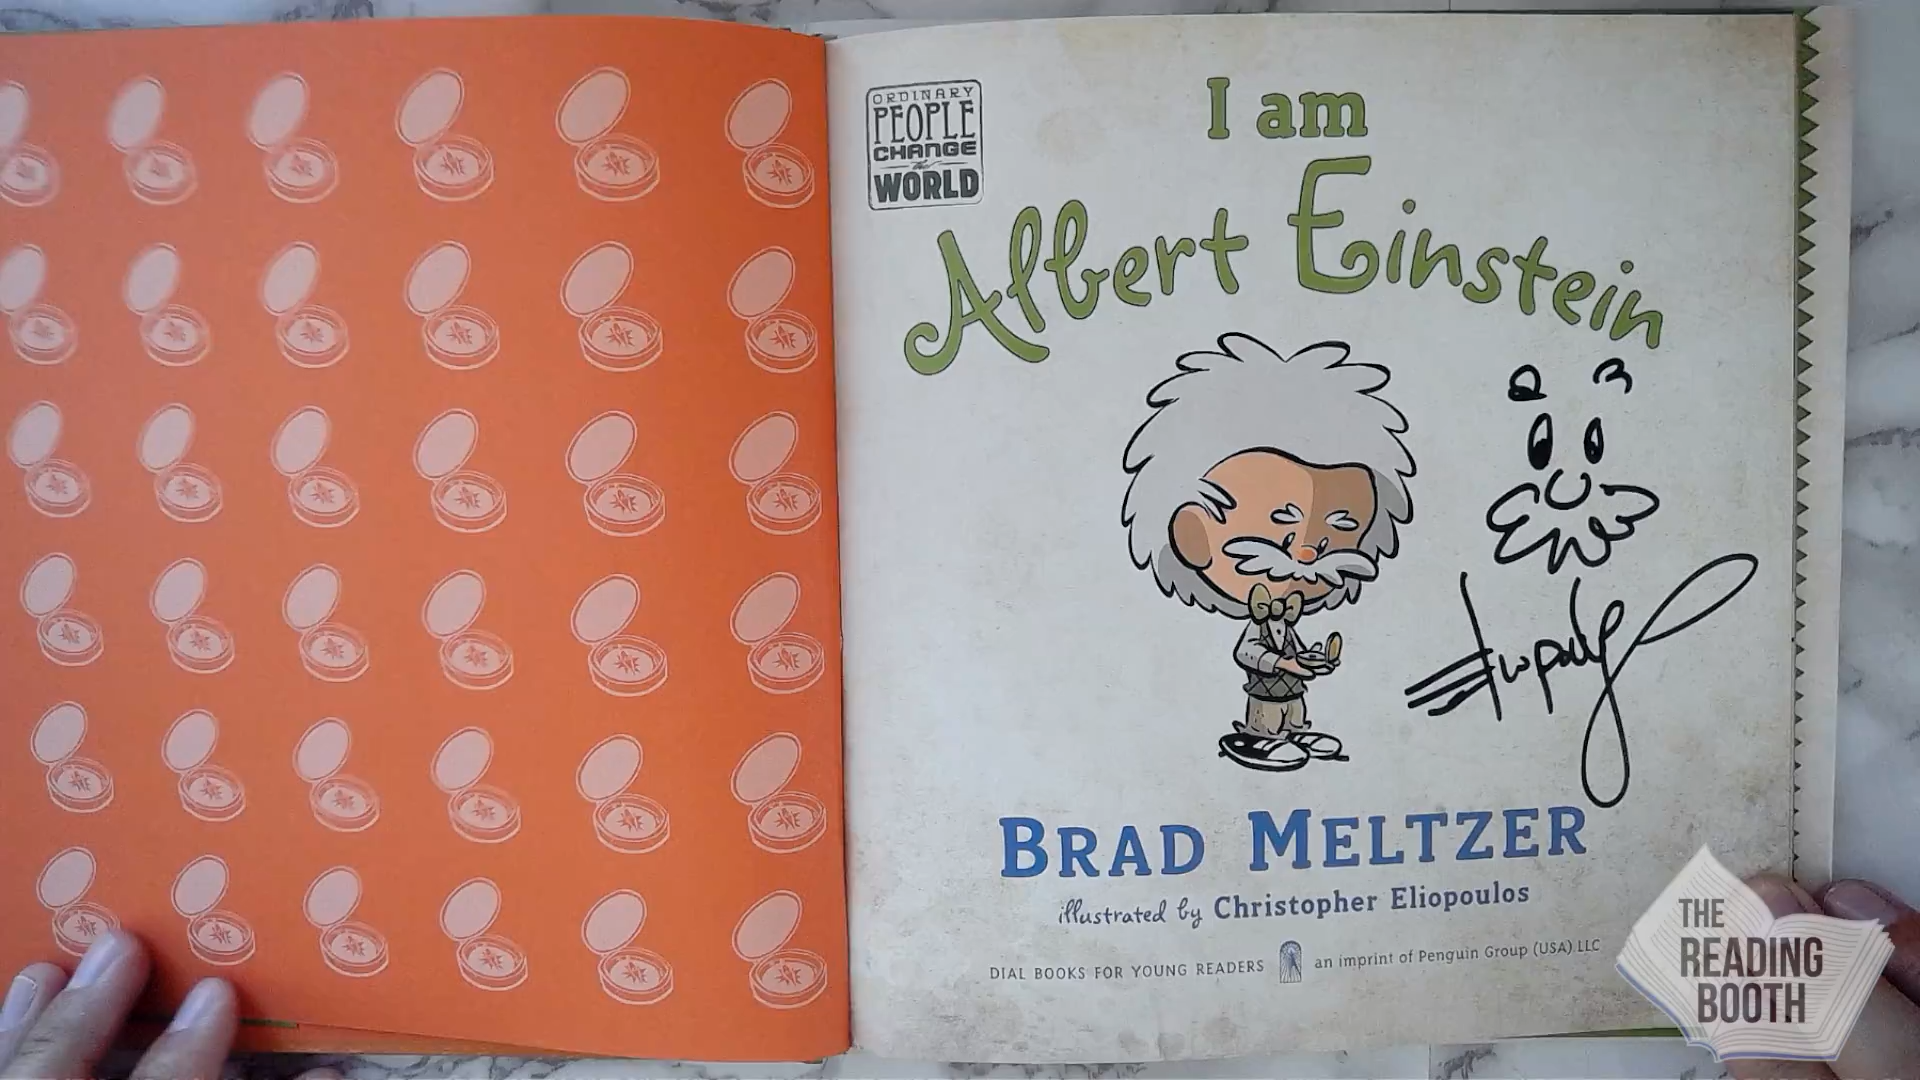 ORDINARY
PEOPLE
CHANGE
the
WORLD
I am
Albert Einstein
BRAD MELTZER
illustrated by Christopher Eliopoulos
DIAL BOOKS FOR YOUNG READERS an imprint of Penguin Group (USA) LLC
THE
READING
BOOTH